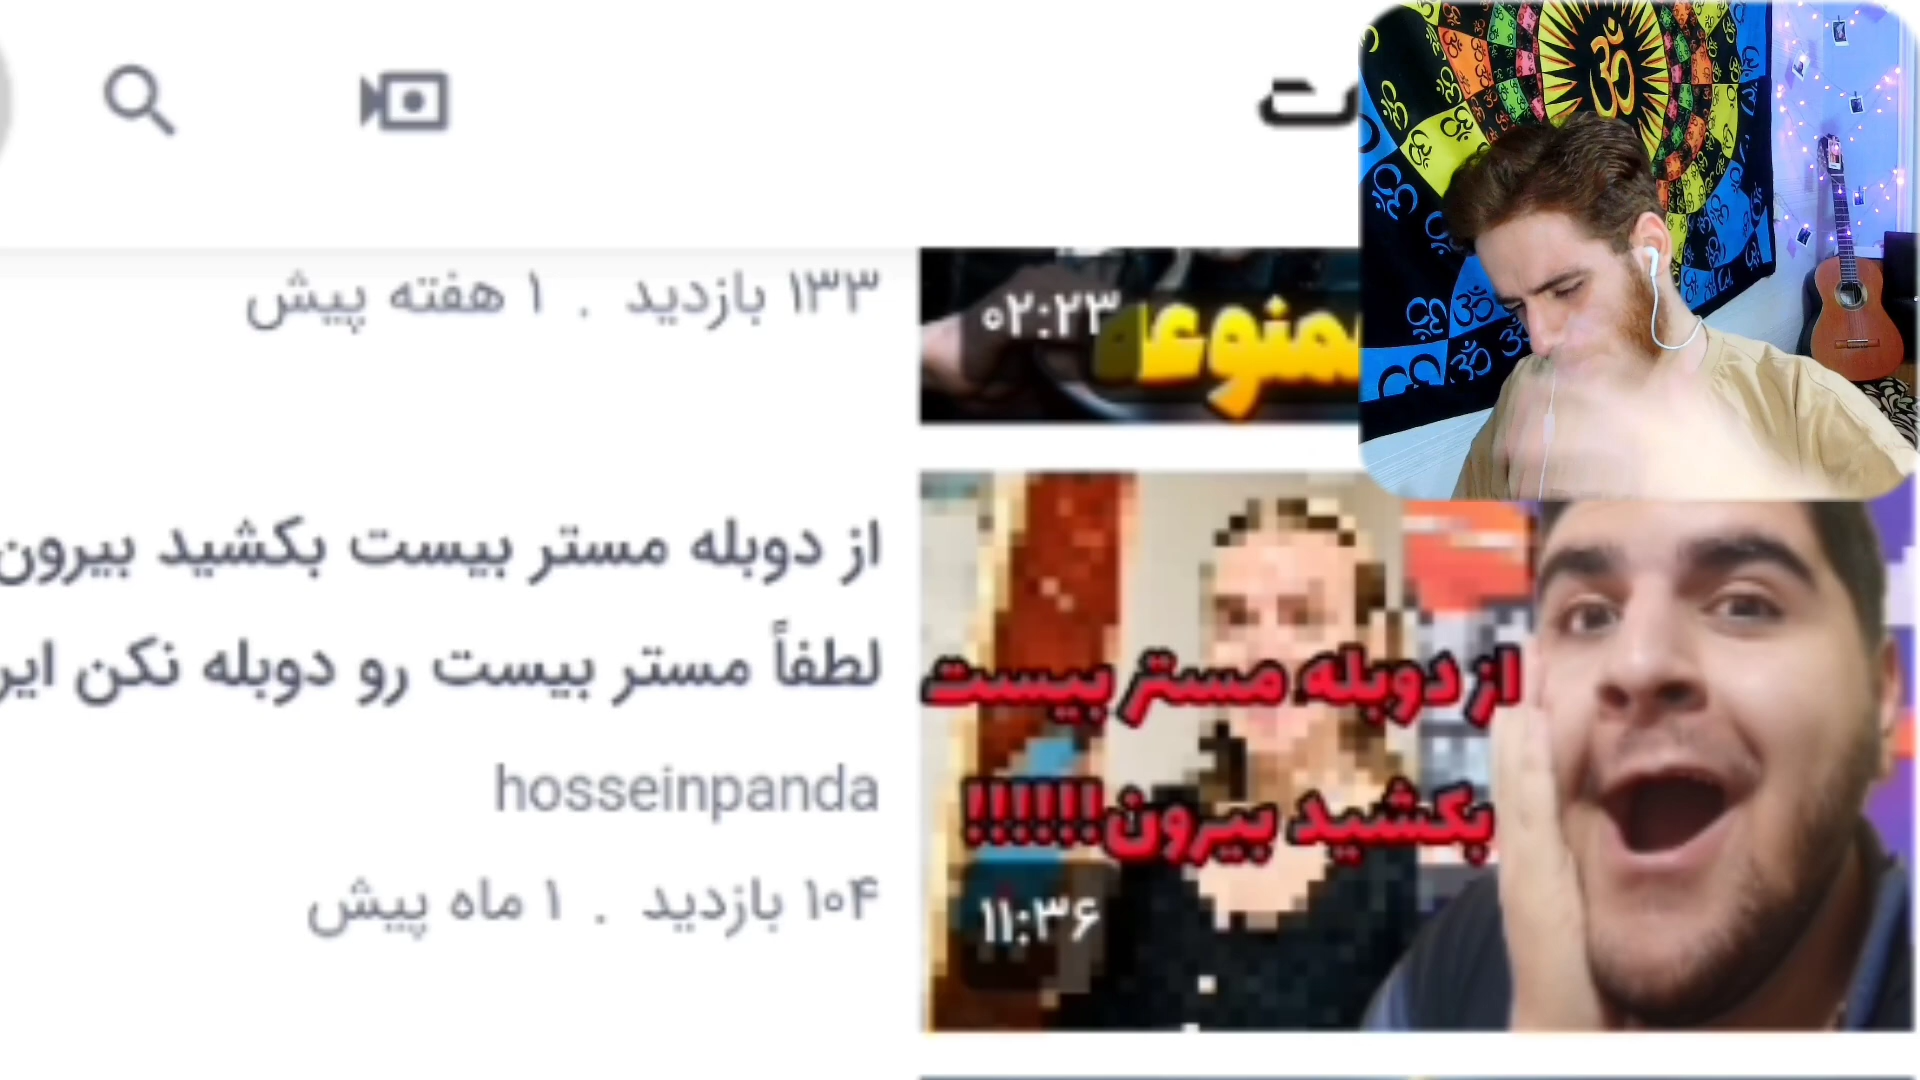 ۱۳۳ بازدید . ۱ هفته پیش
۰۲:۲۳
از دوبله مستر بیست بکشید بیرون
لطفاً مستر بیست رو دوبله نکن
hosseinpanda
۱۰۴ بازدید . ۱ ماه پیش
از دوبله مستر بیست
بکشید بیرون!!!!!!
۱۱:۳۶